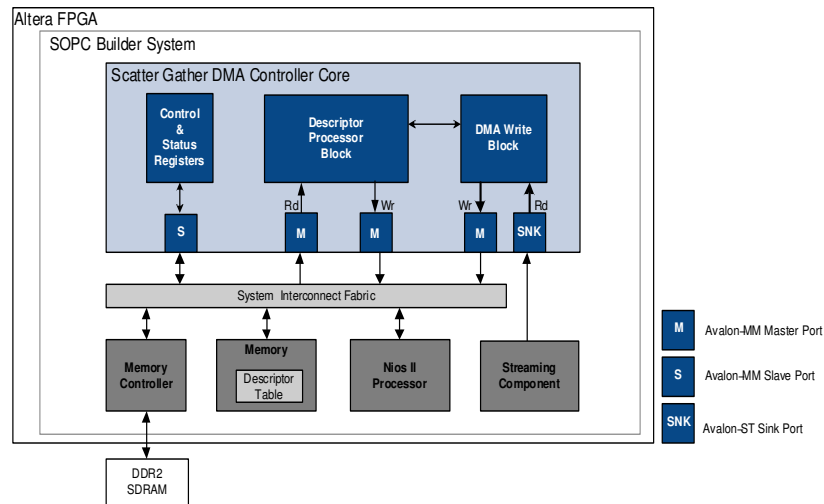 Altera FPGA
SOPC Builder System
Scatter Gather DMA Controller Core
Control
&
Status
Registers
Descriptor
Processor
Block
DMA Write
Block
Rd
Wr
Wr
Rd
S
M
M
M
SNK
System Interconnect Fabric
Memory
Controller
Memory
Descriptor
Table
Nios II
Processor
Streaming
Component
DDR2
SDRAM
M
Avalon-MM Master Port
S
Avalon-MM Slave Port
SNK
Avalon-ST Sink Port